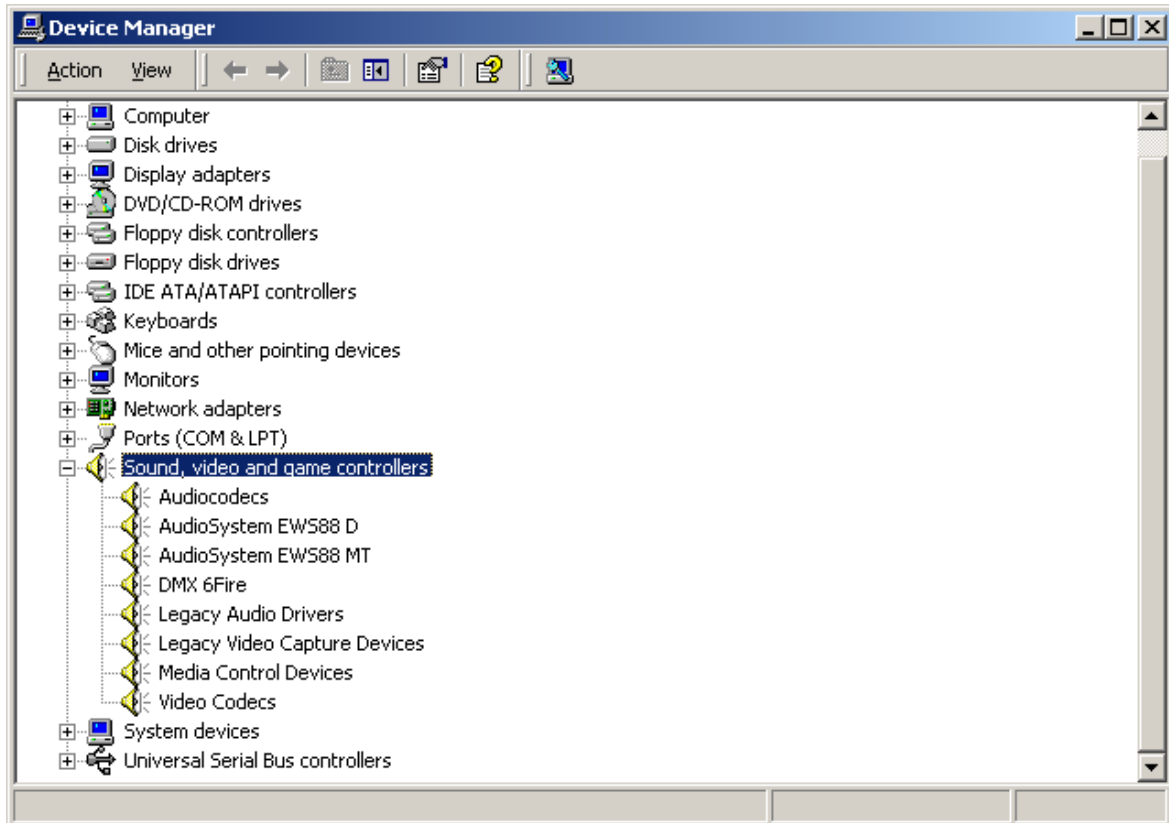 Device Manager
Action View
Computer
Disk drives
Display adapters
DVD/CD-ROM drives
Floppy disk controllers
Floppy disk drives
IDE ATA/ATAPI controllers
Keyboards
Mice and other pointing devices
Monitors
Network adapters
Ports (COM & LPT)
Sound, video and game controllers
Audiocodecs
AudioSystem EWS88 D
AudioSystem EWS88 MT
DMX 6Fire
Legacy Audio Drivers
Legacy Video Capture Devices
Media Control Devices
Video Codecs
System devices
Universal Serial Bus controllers